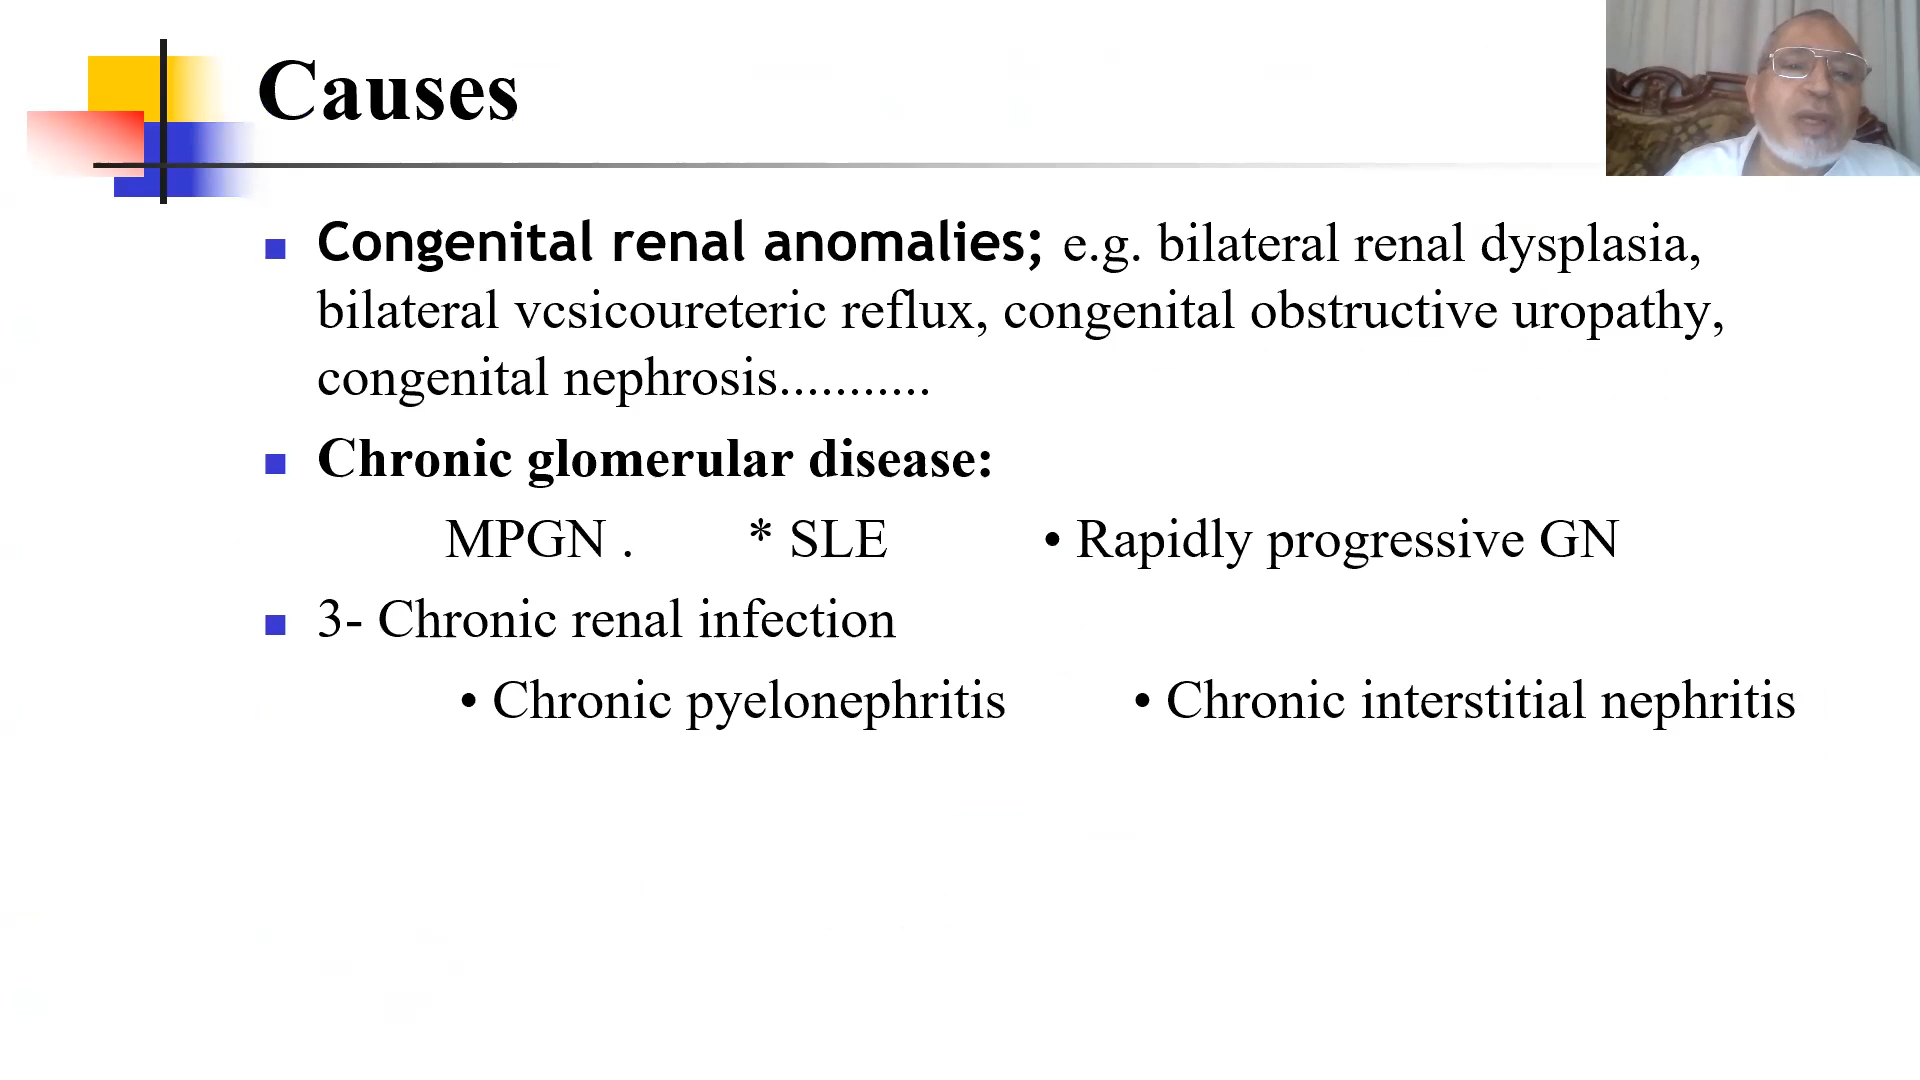 Causes
Congenital renal anomalies; e.g. bilateral renal dysplasia,
bilateral vcsicoureteric reflux, congenital obstructive uropathy,
congenital nephrosis...........
Chronic glomerular disease:
MPGN . * SLE • Rapidly progressive GN
3- Chronic renal infection
• Chronic pyelonephritis • Chronic interstitial nephritis